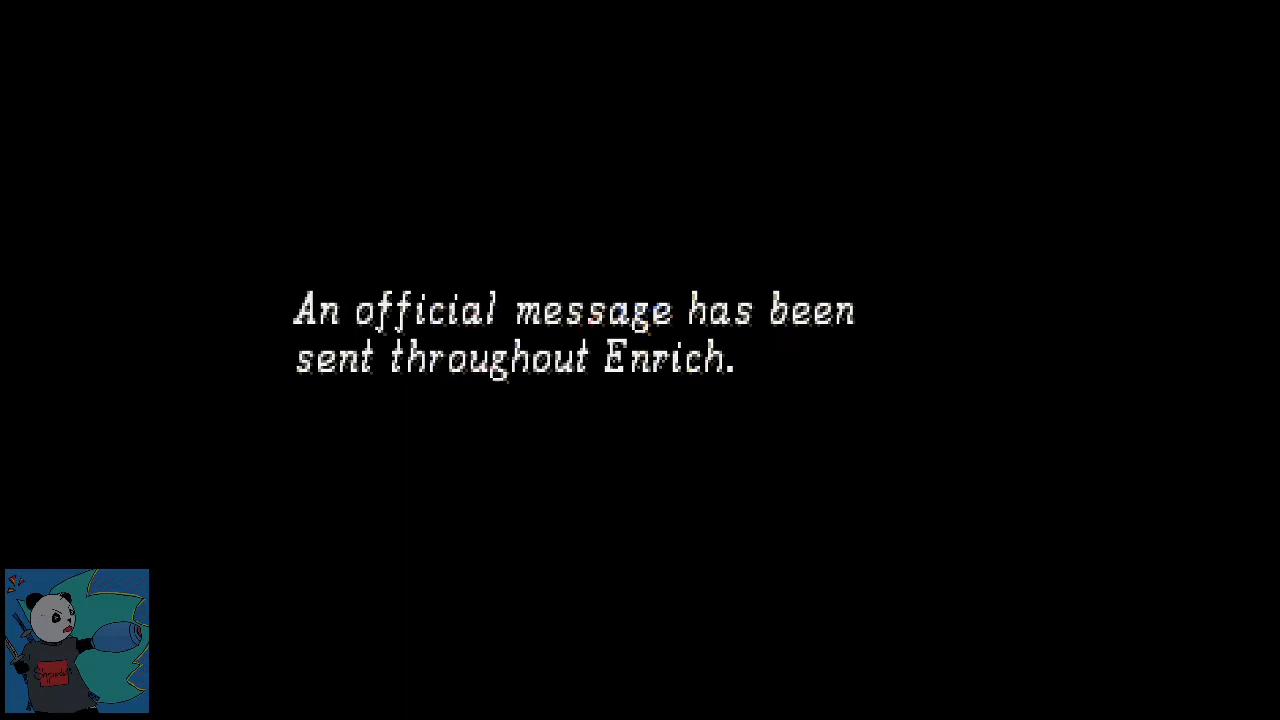 An official message has been
sent throughout Enrich.